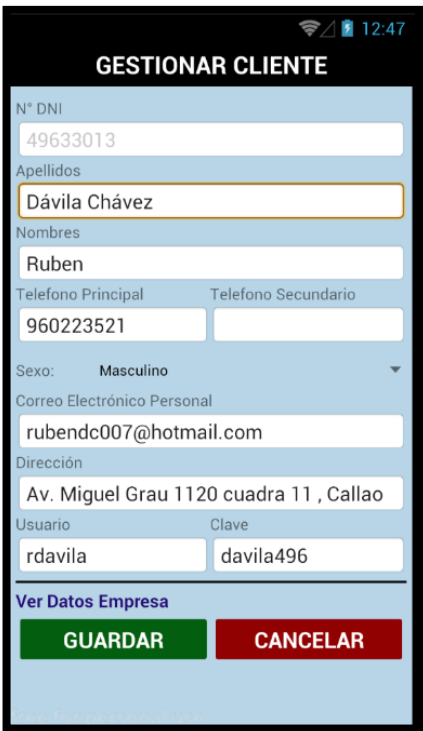 12:47
GESTIONAR CLIENTE
N° DNI
49633013
Apellidos
Dávila Chávez
Nombres
Ruben
Telefono Principal Telefono Secundario
960223521
Sexo: Masculino
Correo Electrónico Personal
rubendc007@hotmail.com
Dirección
Av. Miguel Grau 1120 cuadra 11 , Callao
Usuario Clave
rdavila davila496
Ver Datos Empresa
GUARDAR CANCELAR